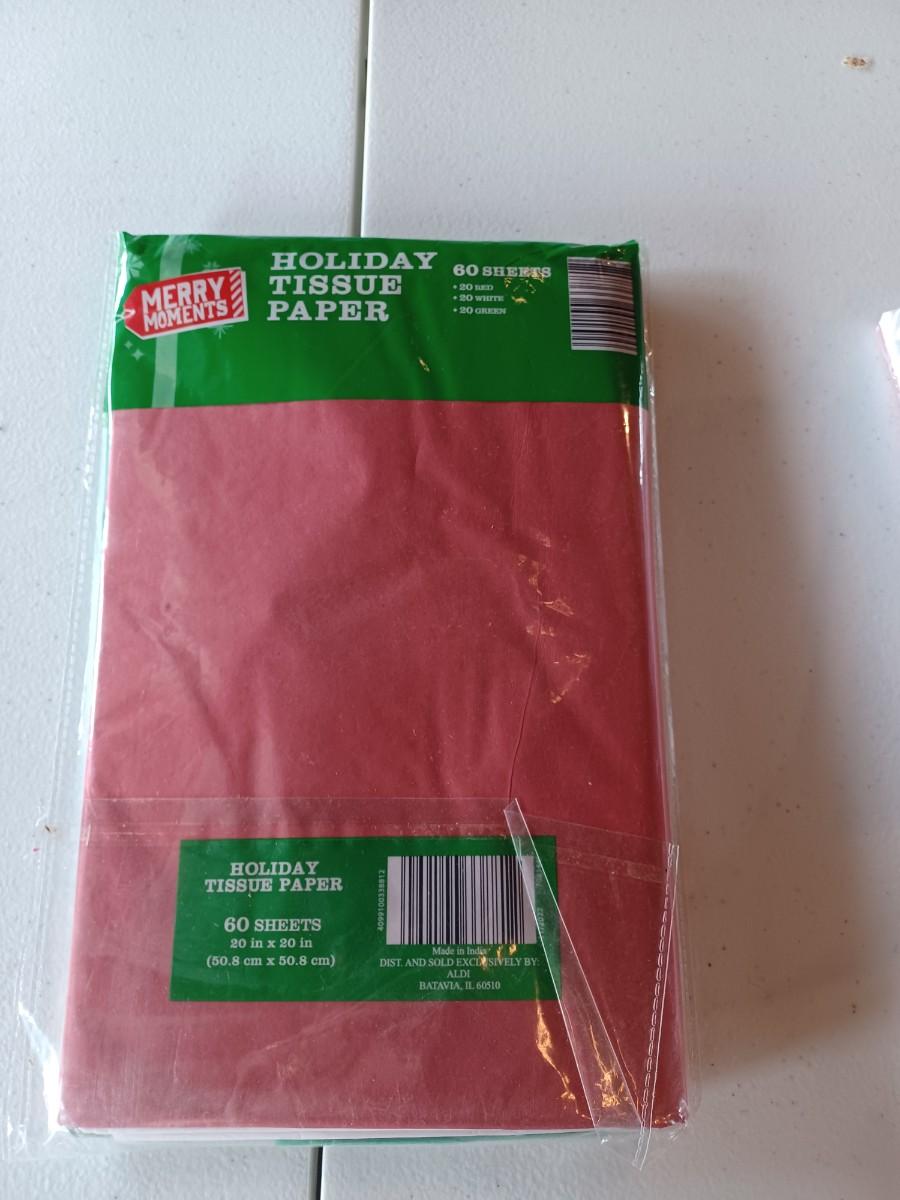 MERRY
MOMENTS
HOLIDAY
TISSUE
PAPER
60 SHEETS
• 20 RED
• 20 WHITE
• 20 GREEN
HOLIDAY
TISSUE PAPER
60 SHEETS
20 in x 20 in
(50.8 cm x 50.8 cm)
4099100338812
Made in India
DIST. AND SOLD EXCLUSIVELY BY:
ALDI
BATAVIA, IL 60510